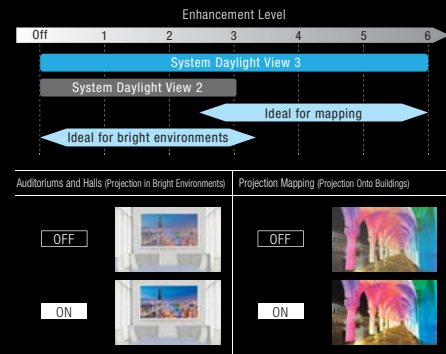 Enhancement Level
Off 1 2 3 4 5 6
System Daylight View 3
System Daylight View 2
Ideal for mapping
Ideal for bright environments
Auditoriums and Halls (Projection in Bright Environments)
Projection Mapping (Projection Onto Buildings)
OFF
OFF
ON
ON